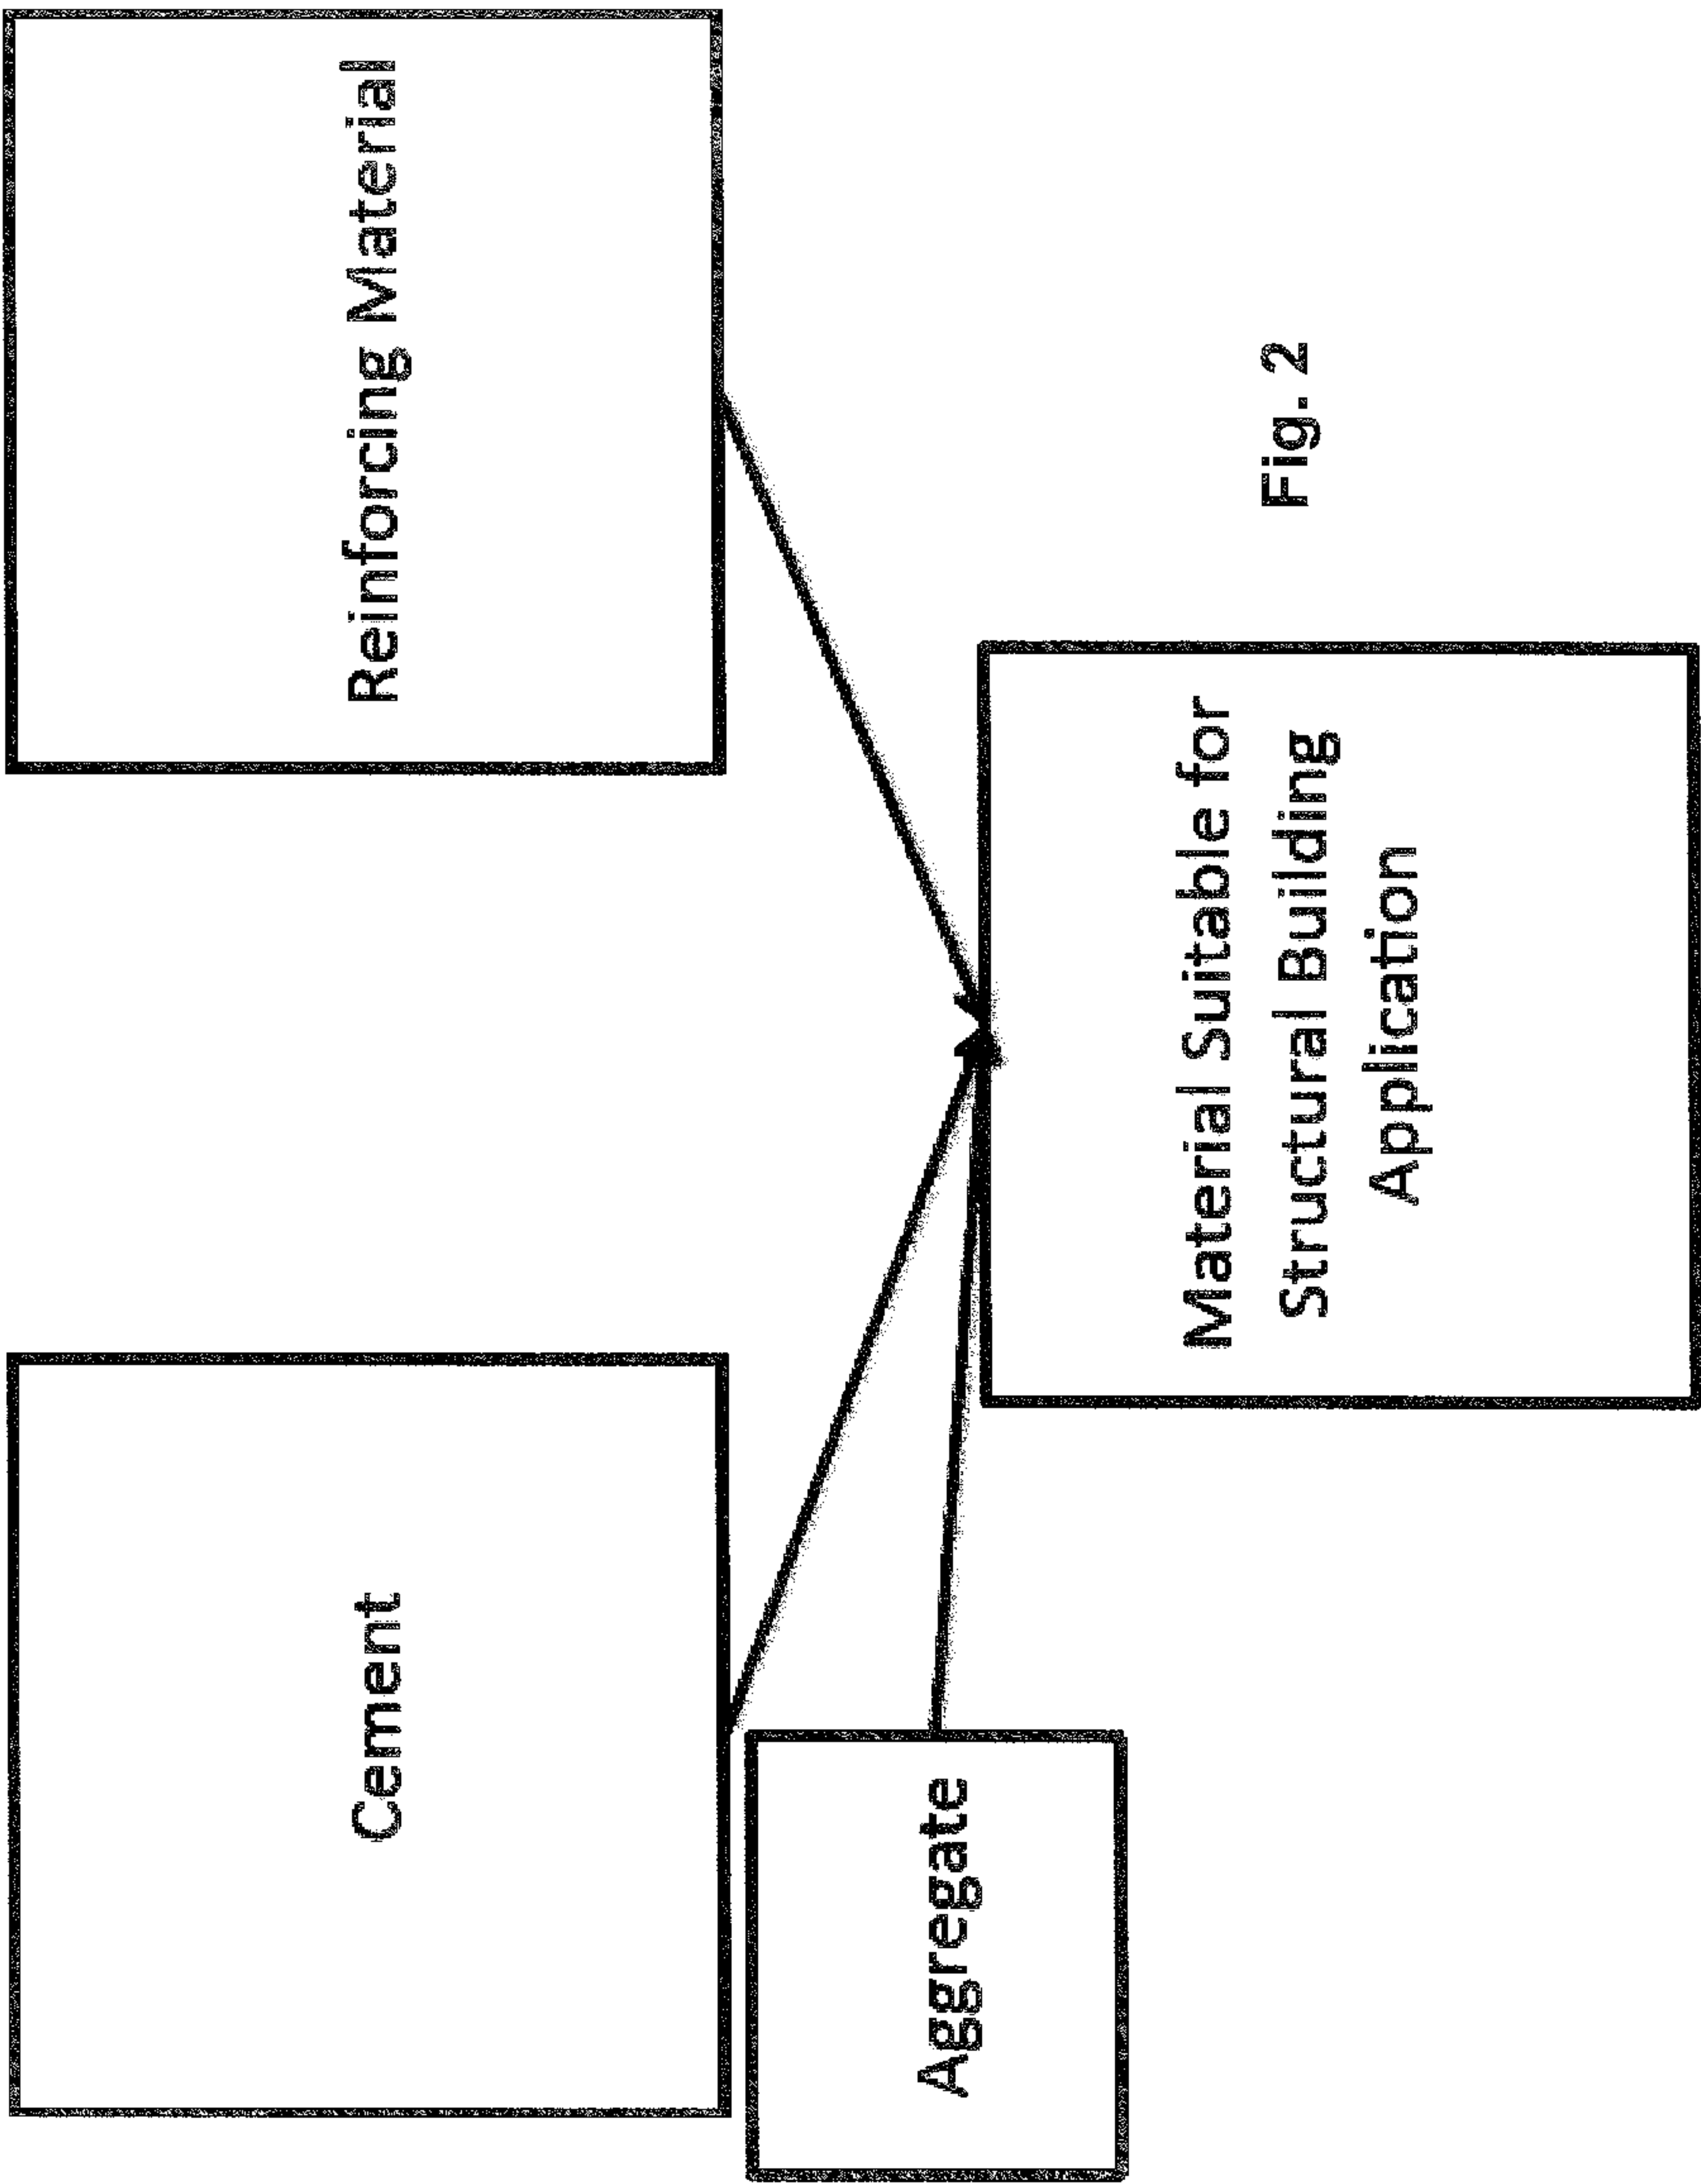 Cement
Reinforcing Material
Aggregate
Material Suitable for
Structural Building
Application
Fig. 2